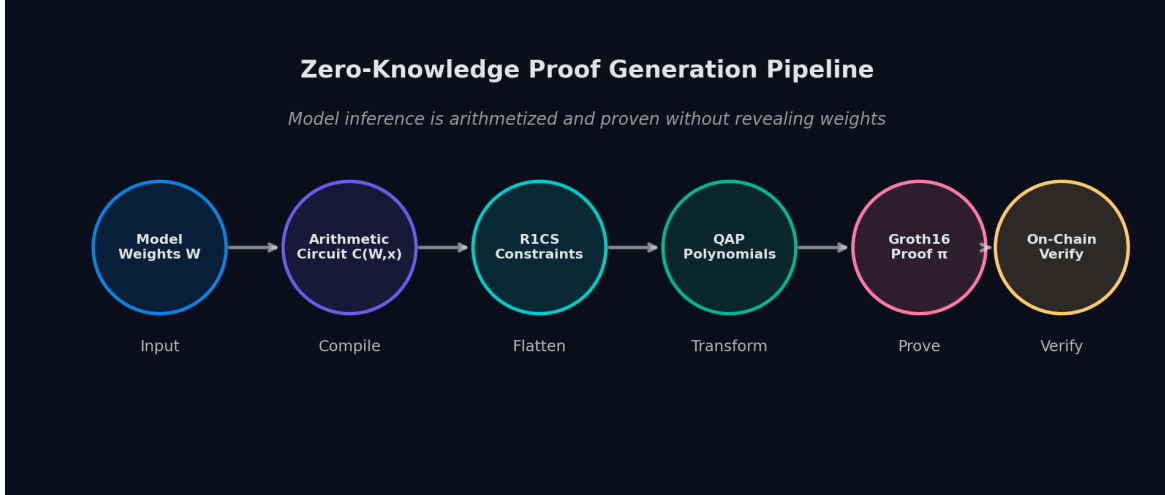 Zero-Knowledge Proof Generation Pipeline
Model inference is arithmetized and proven without revealing weights
Model
Weights W
Arithmetic
Circuit C(W,x)
R1CS
Constraints
QAP
Polynomials
Groth16
Proof π
On-Chain
Verify
Input
Compile
Flatten
Transform
Prove
Verify